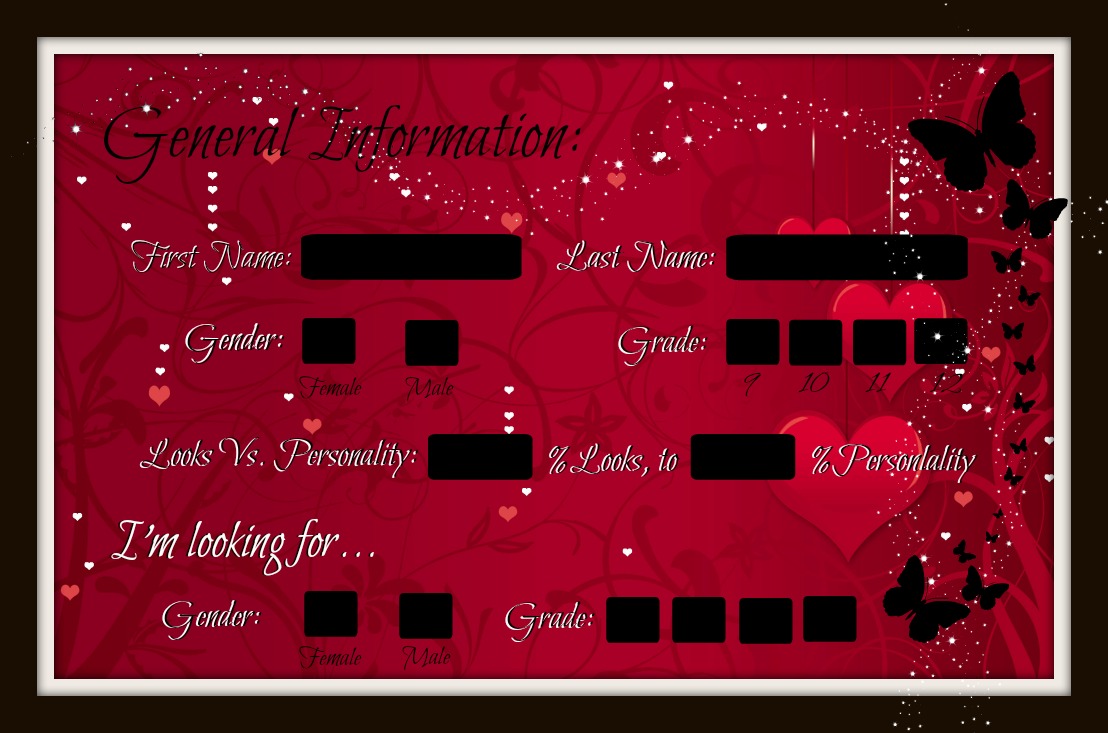 General Information:
First Name: Last Name:
Gender: Grade:
Female Male 9 10 11 12
Looks Vs. Personality: % Looks, to % Personlality
I'm looking for...
Gender: Grade:
Female Male